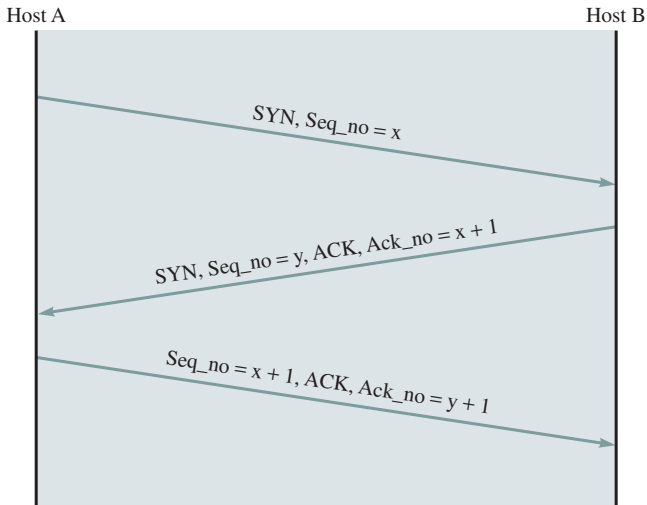 Host A
Host B
SYN, Seq_no = x
SYN, Seq_no = y, ACK, Ack_no = x + 1
Seq_no = x + 1, ACK, Ack_no = y + 1